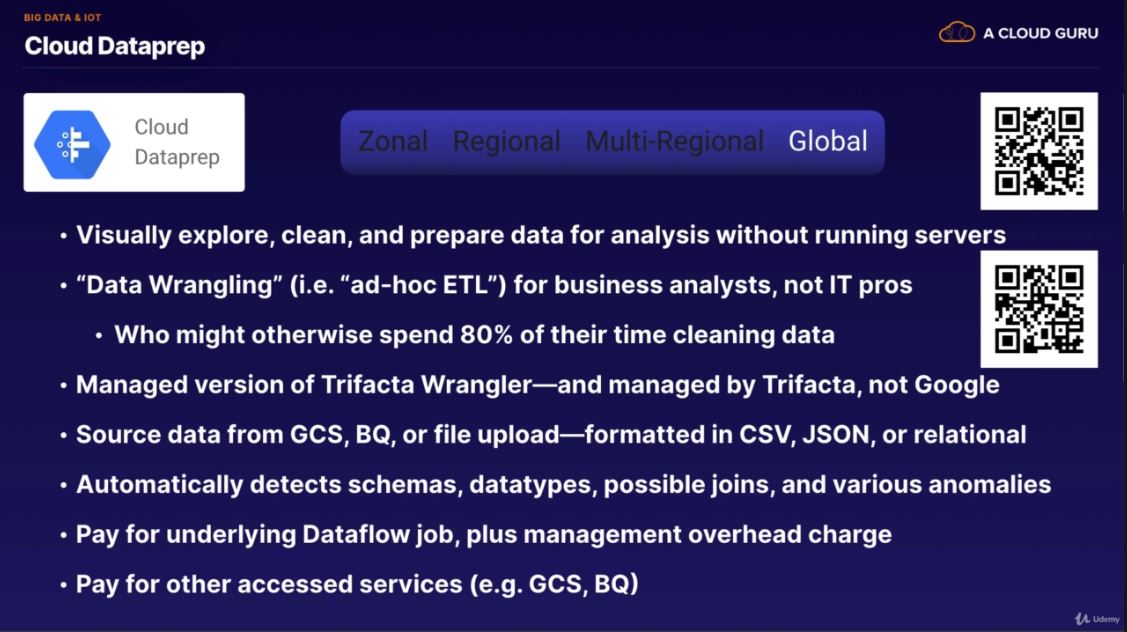 BIG DATA & IOT
Cloud Dataprep
A CLOUD GURU
Cloud
Dataprep
Zonal Regional Multi-Regional Global
• Visually explore, clean, and prepare data for analysis without running servers
• “Data Wrangling” (i.e. “ad-hoc ETL”) for business analysts, not IT pros
• Who might otherwise spend 80% of their time cleaning data
• Managed version of Trifacta Wrangler—and managed by Trifacta, not Google
• Source data from GCS, BQ, or file upload—formatted in CSV, JSON, or relational
• Automatically detects schemas, datatypes, possible joins, and various anomalies
• Pay for underlying Dataflow job, plus management overhead charge
• Pay for other accessed services (e.g. GCS, BQ)
Udemy